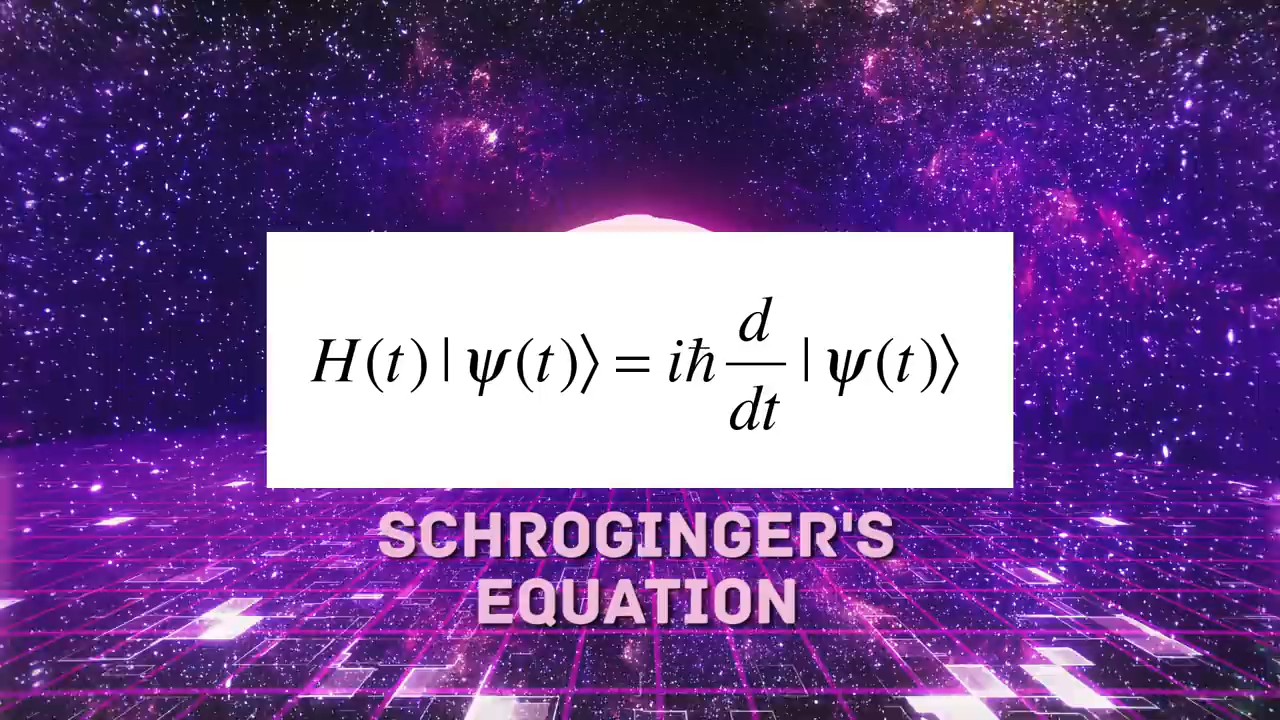 H(t) | ψ(t)⟩ = iħ d/dt | ψ(t)⟩
SCHROGINGER'S
EQUATION